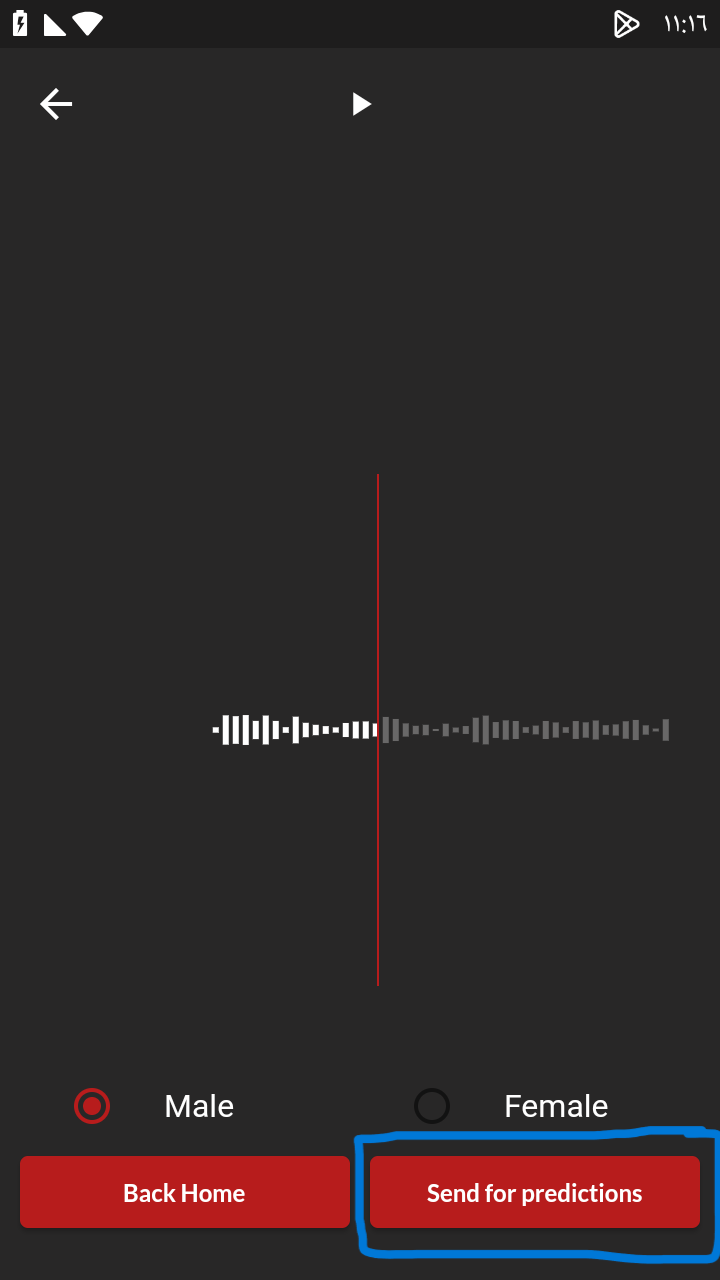 ١١:١٦
Male
Female
Back Home
Send for predictions